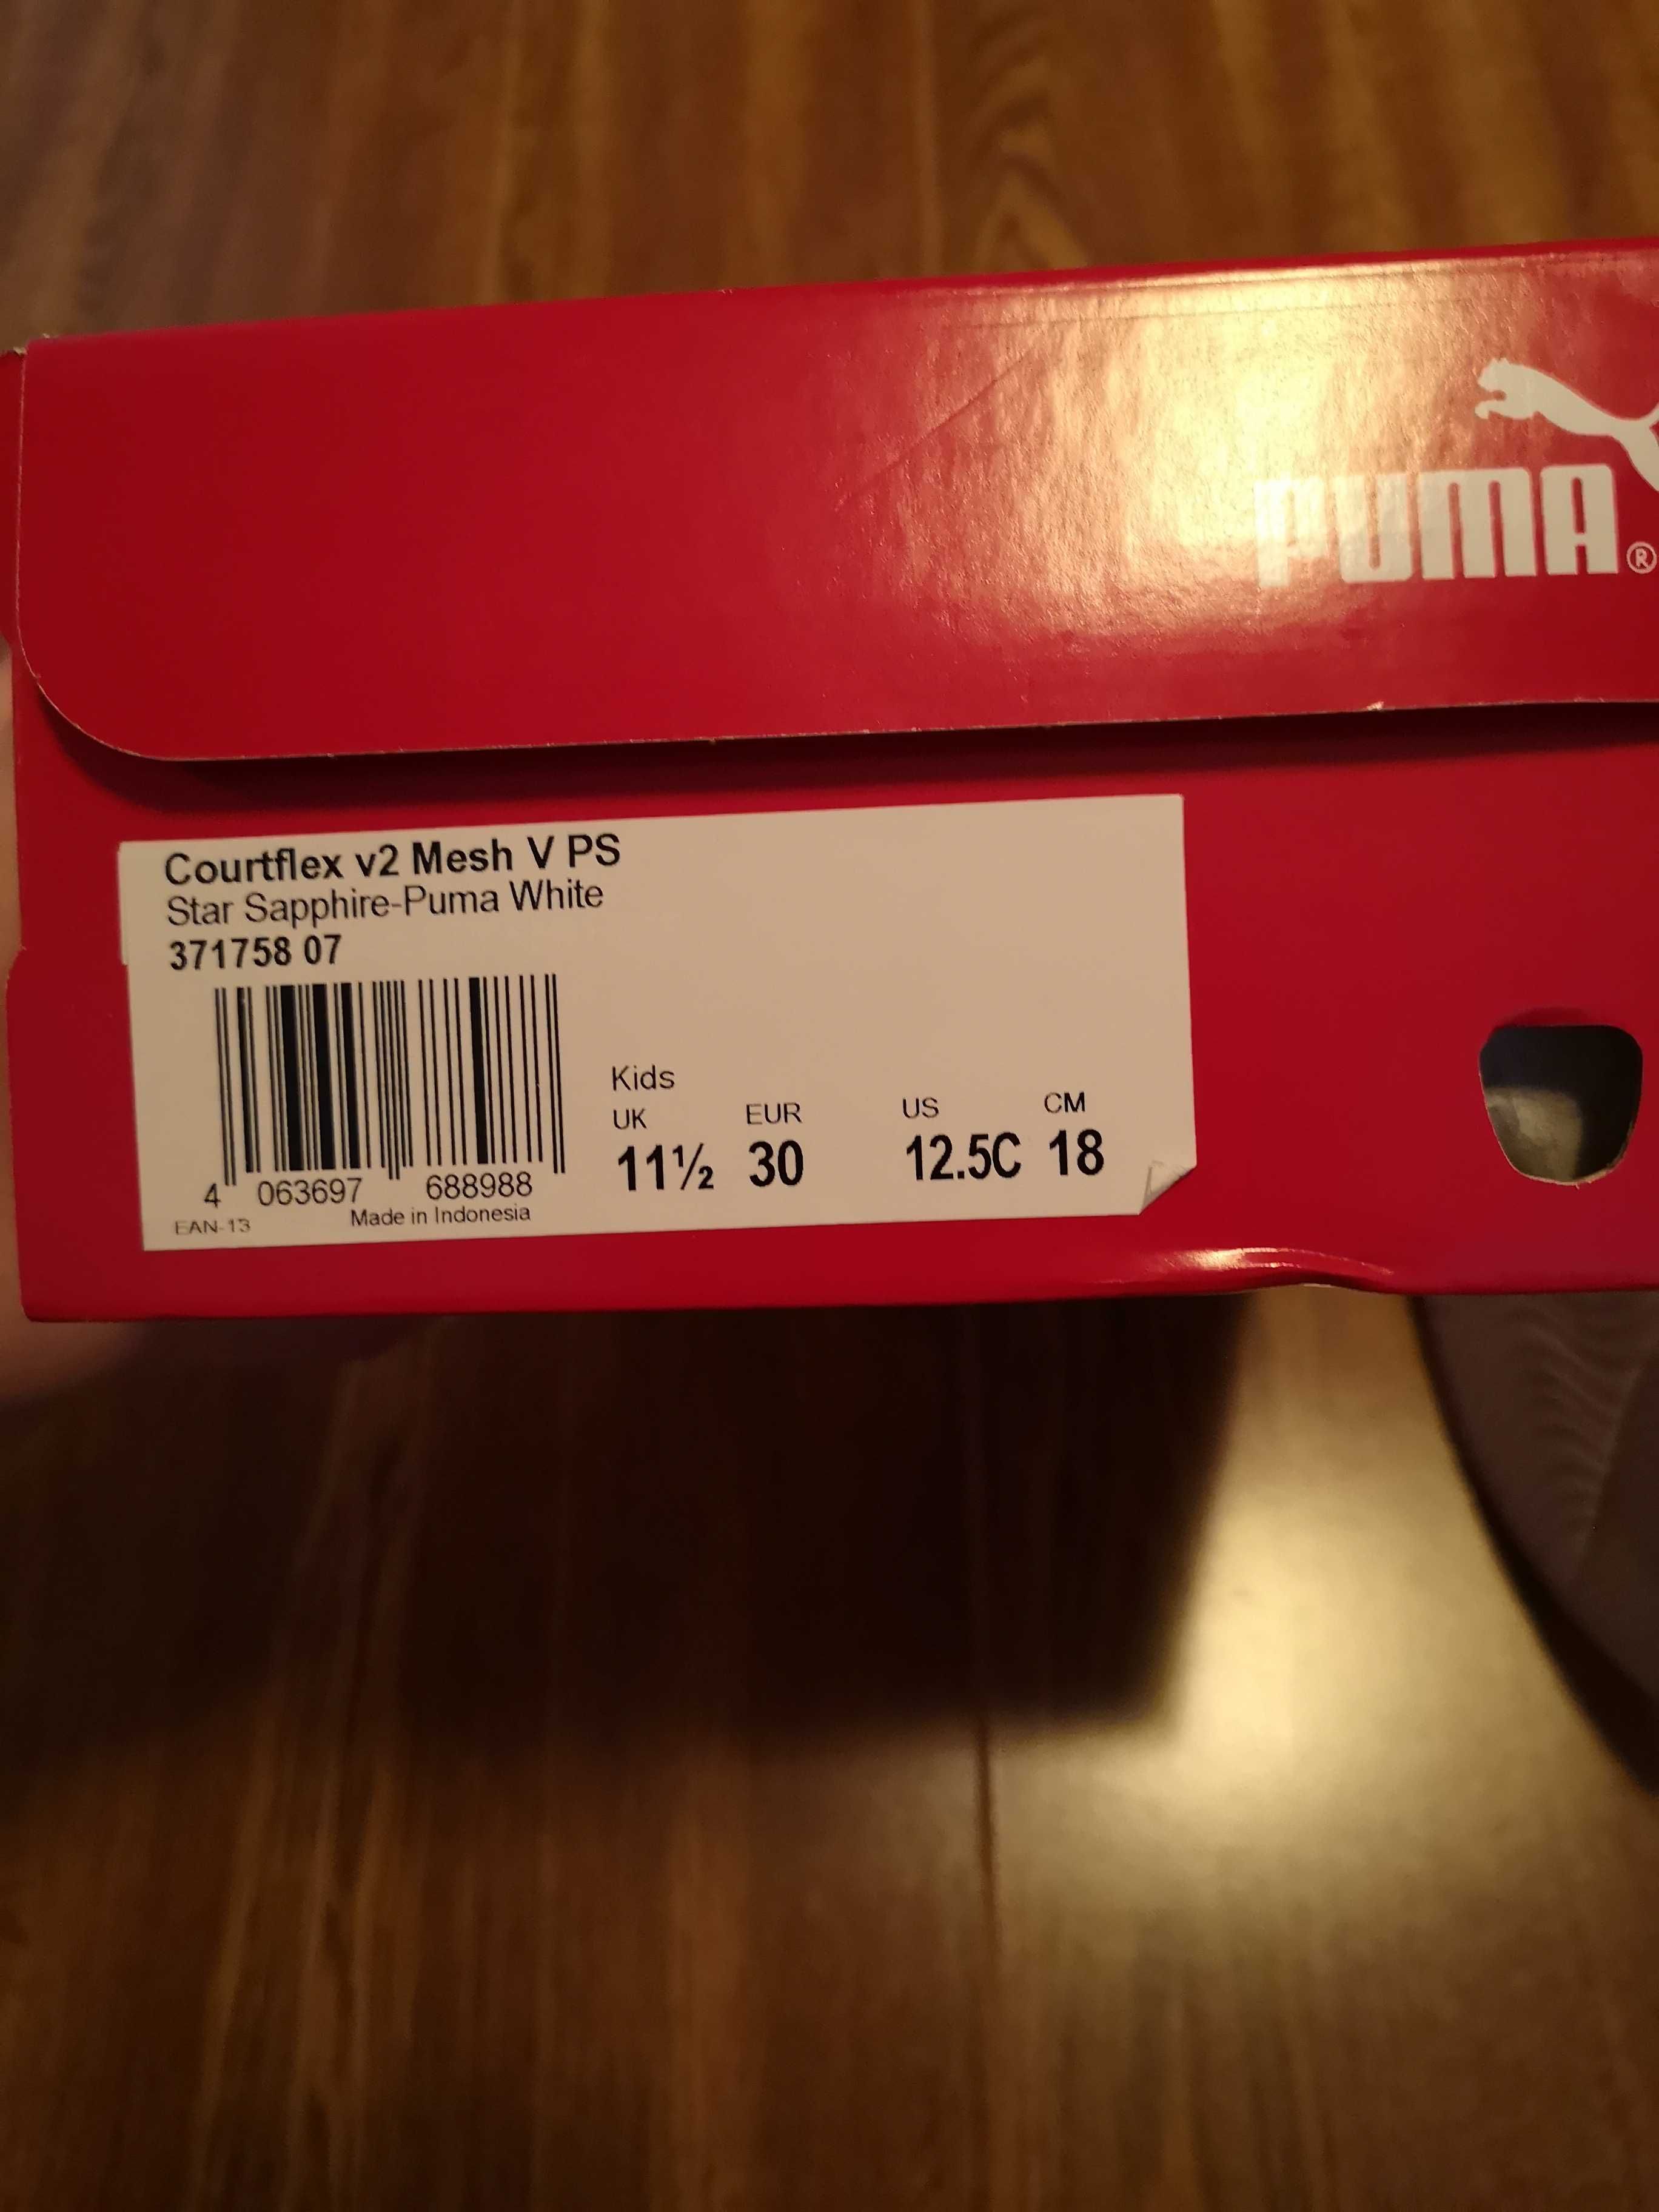 PUMA®
Courtflex v2 Mesh V PS
Star Sapphire-Puma White
371758 07
Kids
UK EUR US CM
11½ 30 12.5C 18
4 063697 688988
EAN-13 Made in Indonesia